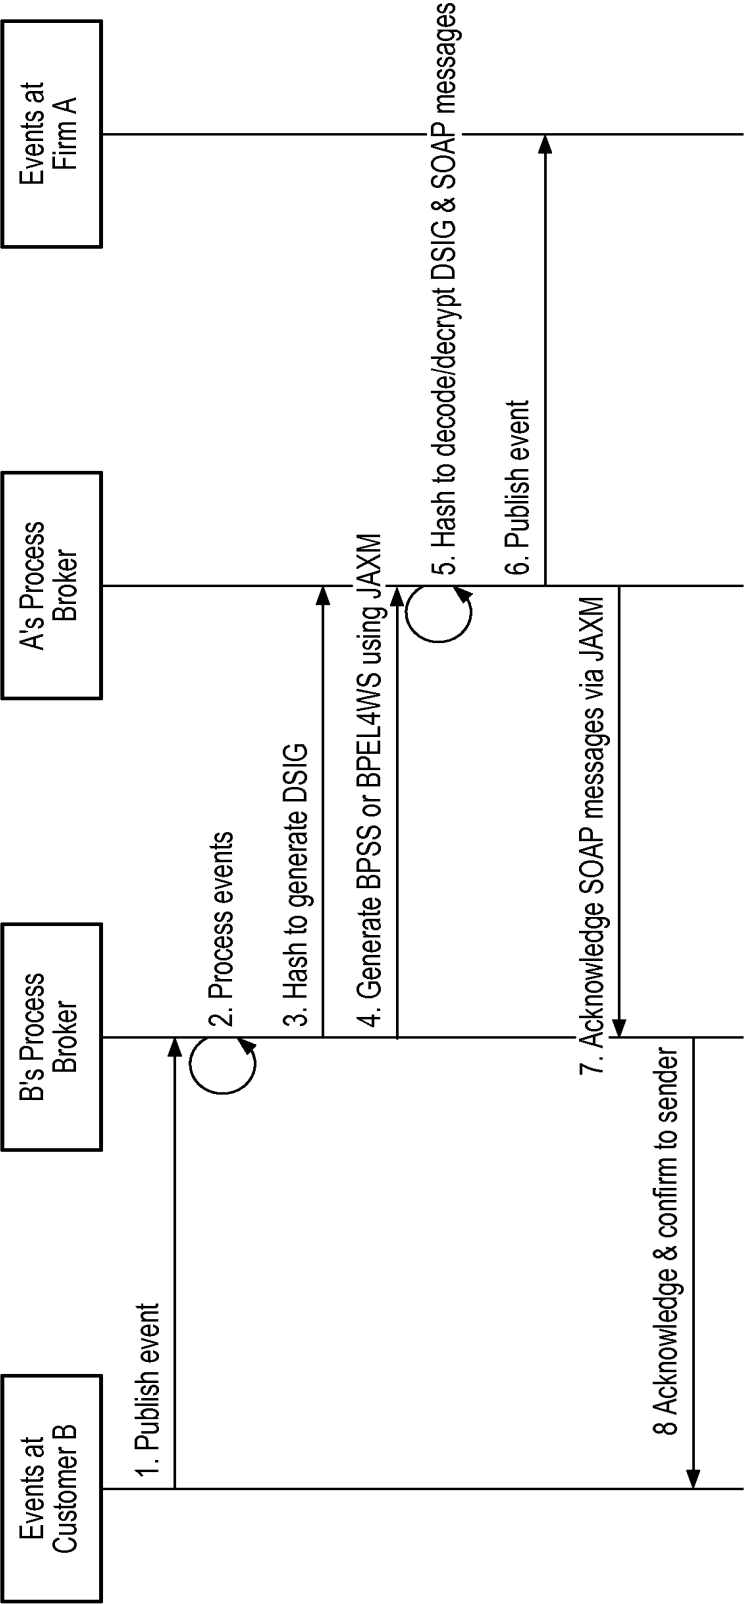 Events at
Customer B
B's Process
Broker
A's Process
Broker
Events at
Firm A
1. Publish event
2. Process events
3. Hash to generate DSIG
4. Generate BPSS or BPEL4WS using JAXM
5. Hash to decode/decrypt DSIG & SOAP messages
6. Publish event
7. Acknowledge SOAP messages via JAXM
8 Acknowledge & confirm to sender